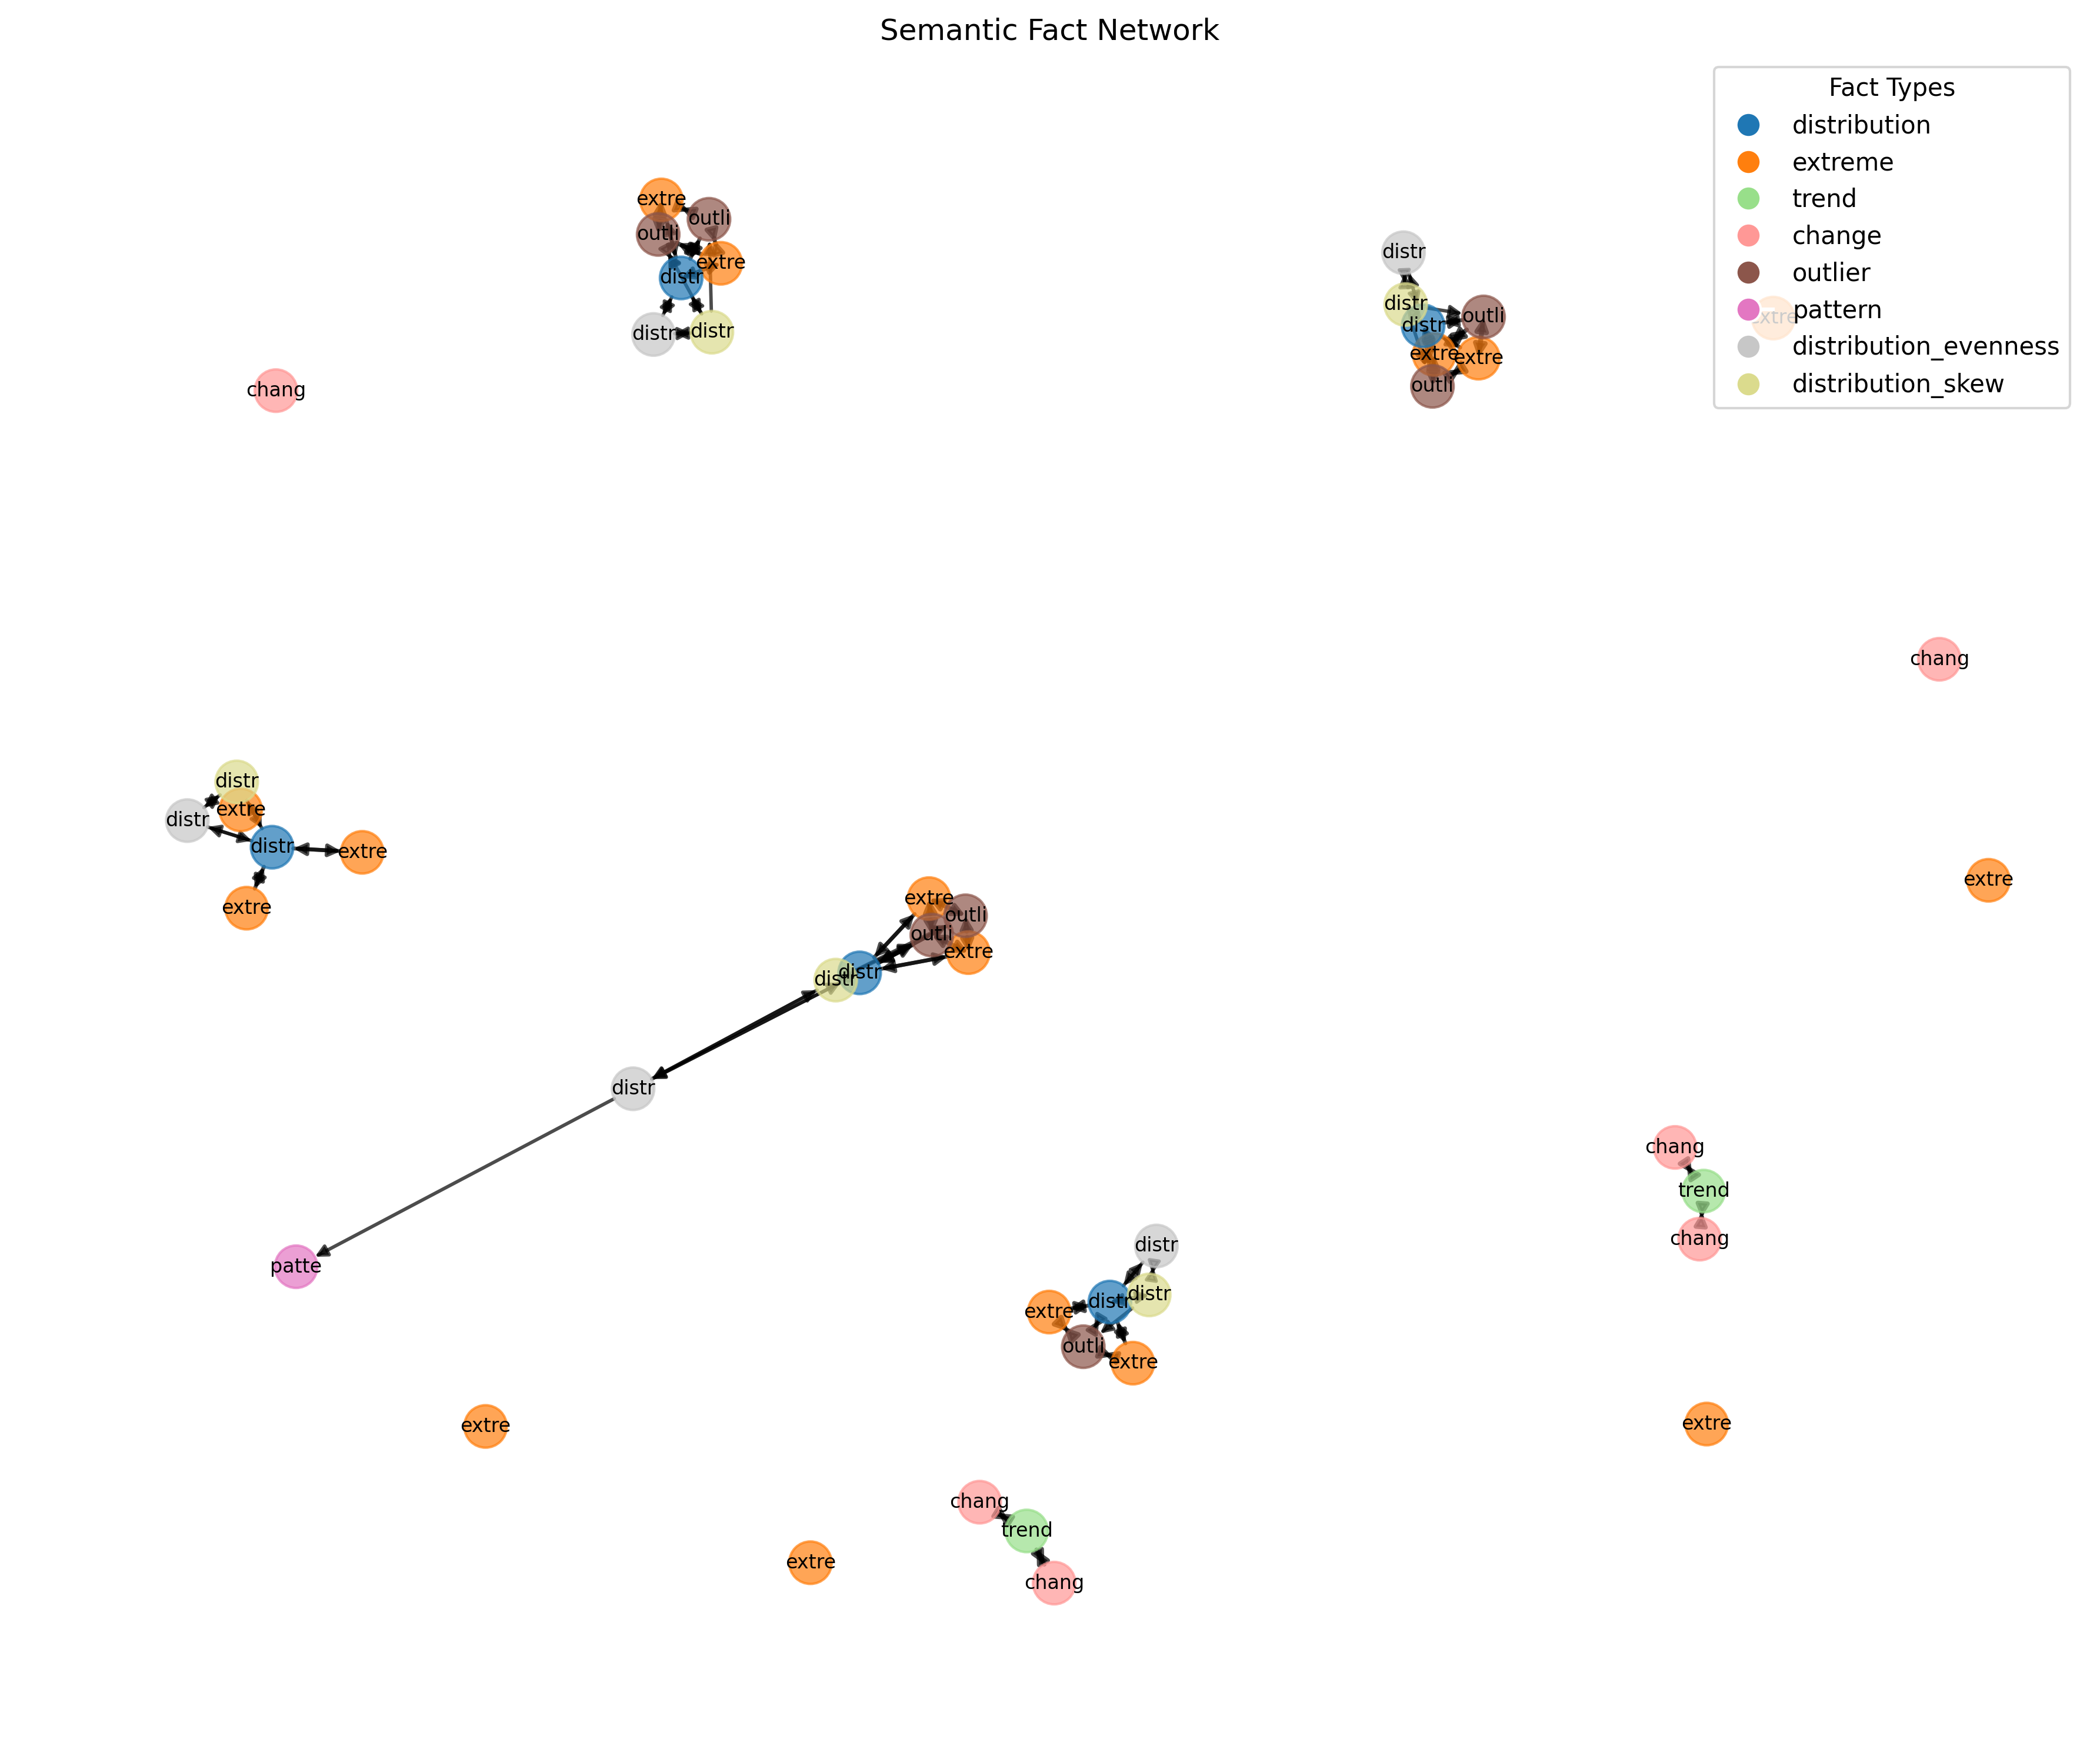 Semantic Fact Network
Fact Types
distribution
extreme
trend
change
outlier
pattern
distribution_evenness
distribution_skew
extre
outli
outli
extre
distr
distr
distr
distr
distr
distr
outli
extre
extre
outli
extre
chang
chang
distr
extre
distr
distr
extre
extre
extre
extre
outli
outli
extre
distr
distr
distr
patte
chang
trend
chang
distr
distr
distr
extre
outli
extre
extre
extre
chang
trend
chang
extre